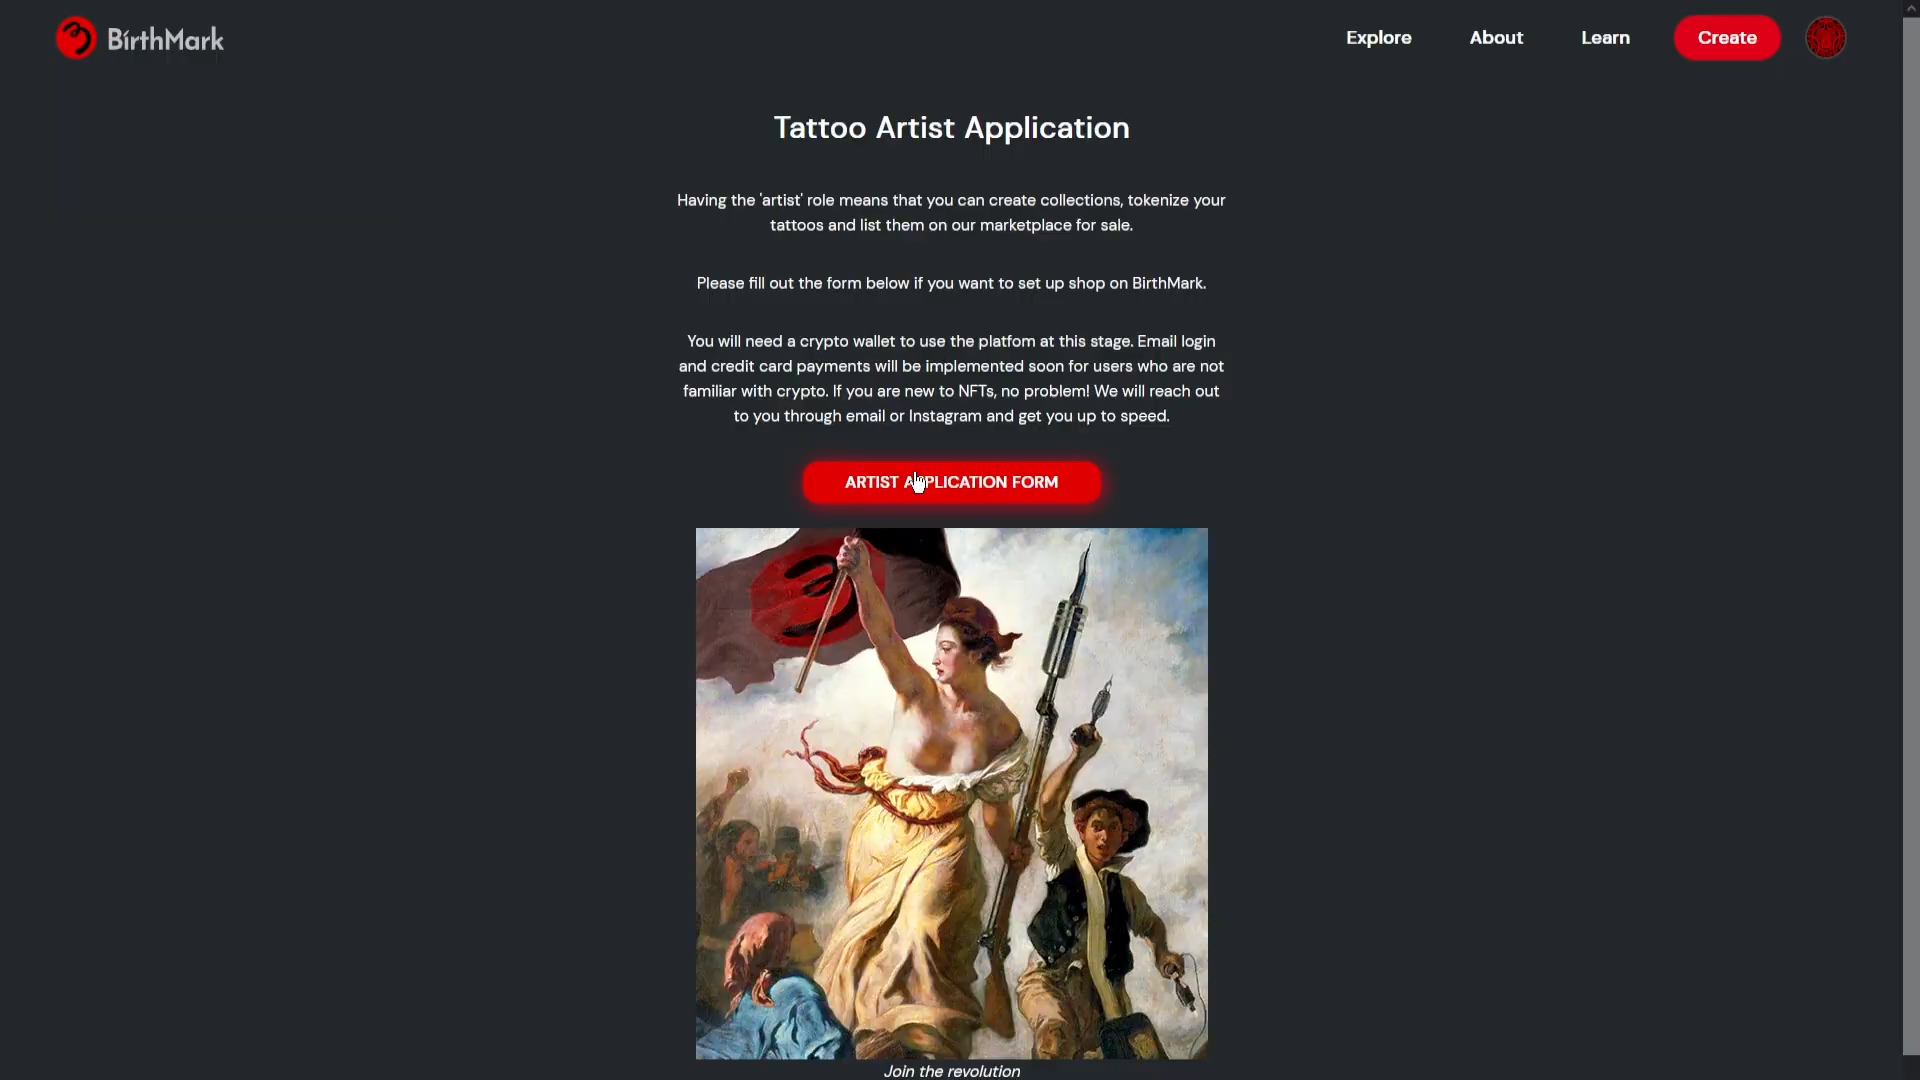 BirthMark
Explore
About
Learn
Create
Tattoo Artist Application
Having the 'artist' role means that you can create collections, tokenize your
tattoos and list them on our marketplace for sale.
Please fill out the form below if you want to set up shop on BirthMark.
You will need a crypto wallet to use the platfom at this stage. Email login
and credit card payments will be implemented soon for users who are not
familiar with crypto. If you are new to NFTs, no problem! We will reach out
to you through email or Instagram and get you up to speed.
ARTIST APPLICATION FORM
Join the revolution